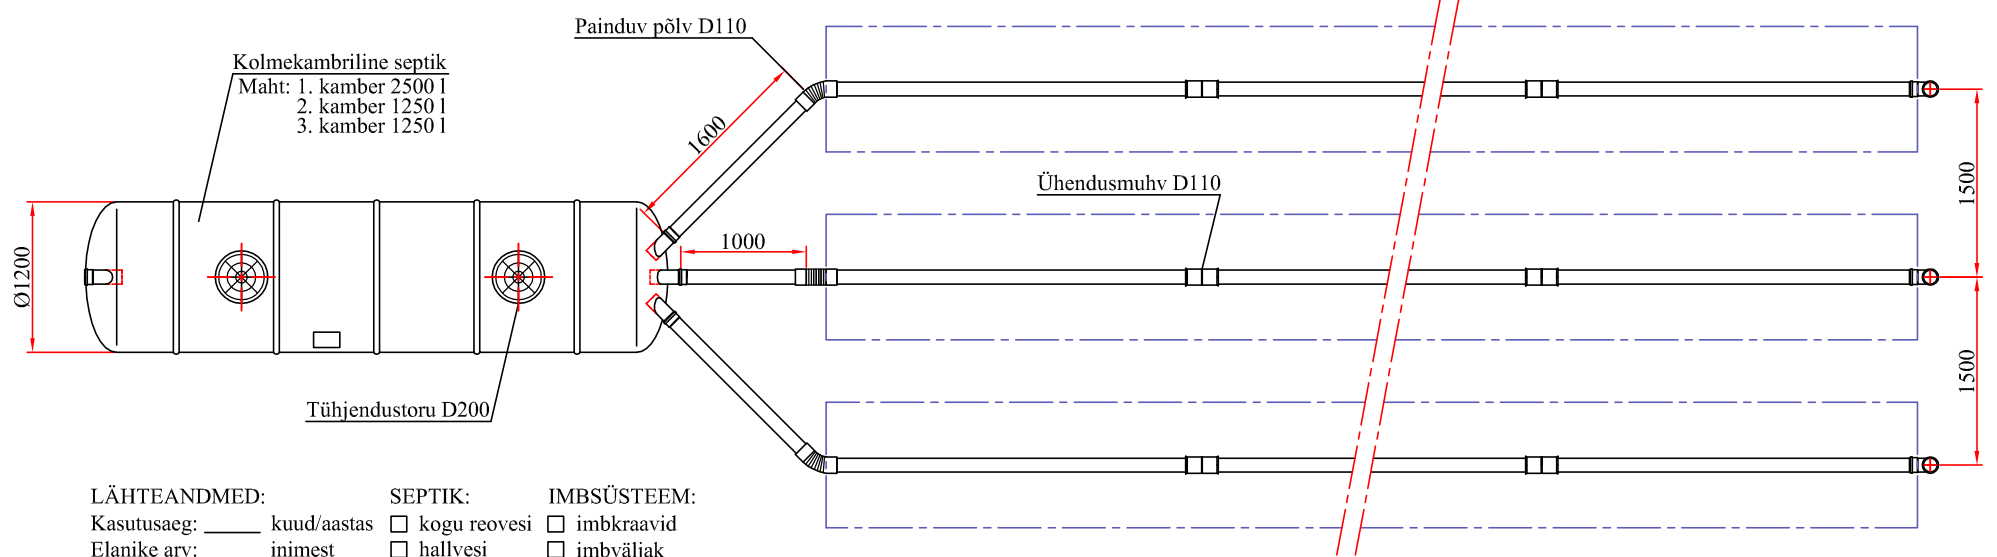 Painduv põlv D110
Kolmekambriline septik
Maht: 1. kamber 2500 l
2. kamber 1250 l
3. kamber 1250 l
1600
Ühendusmuhv D110
1500
1000
Ø1200
1500
Tühjendustoru D200
LÄHTEANDMED: SEPTIK: IMBSÜSTEEM:
Kasutusaeg: _____ kuud/aastas kogu reovesi imbkraavid
Elanike arv: inimest hallvesi imbväljak